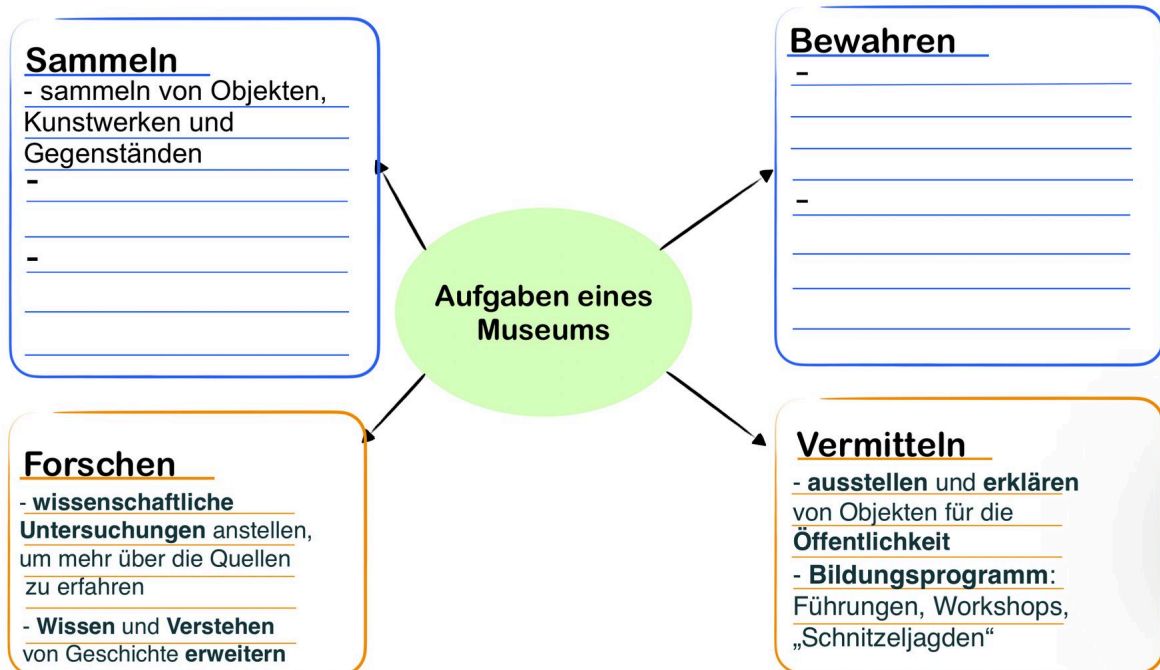 Sammeln
- sammeln von Objekten,
Kunstwerken und
Gegenständen
-
-
Bewahren
-
-
Aufgaben eines
Museums
Forschen
- wissenschaftliche
Untersuchungen anstellen,
um mehr über die Quellen
zu erfahren
- Wissen und Verstehen
von Geschichte erweitern
Vermitteln
- ausstellen und erklären
von Objekten für die
Öffentlichkeit
- Bildungsprogramm:
Führungen, Workshops,
„Schnitzeljagden“